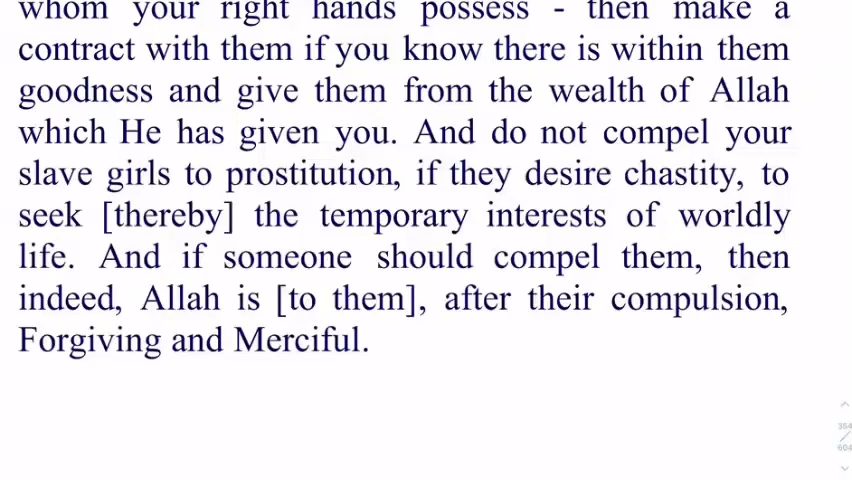 whom your right hands possess - then make a
contract with them if you know there is within them
goodness and give them from the wealth of Allah
which He has given you. And do not compel your
slave girls to prostitution, if they desire chastity, to
seek [thereby] the temporary interests of worldly
life. And if someone should compel them, then
indeed, Allah is [to them], after their compulsion,
Forgiving and Merciful.
354
604